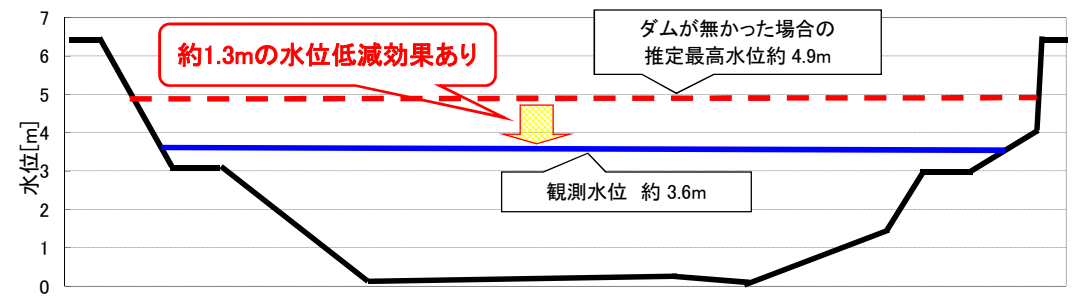 7
6
5
4
3
2
1
0
水位[m]
約1.3mの水位低減効果あり
ダムが無かった場合の
推定最高水位約 4.9m
観測水位 約 3.6m